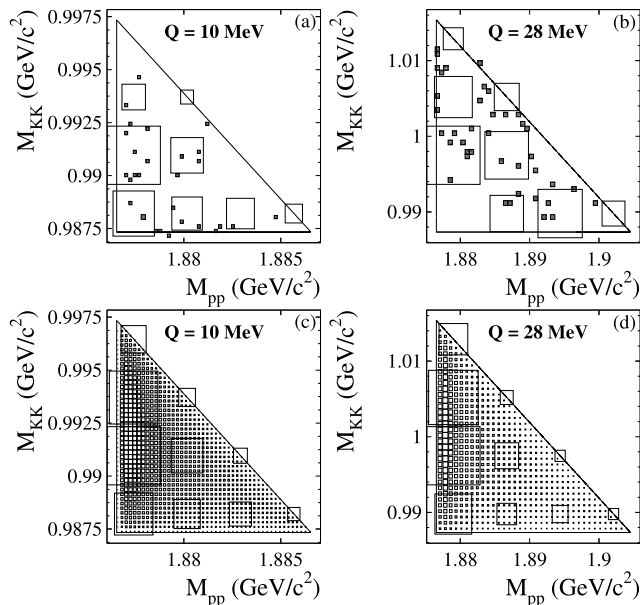 0.9975
0.995
0.9925
0.99
0.9875
M_KK (GeV/c²)
(a)
Q = 10 MeV
1.88
1.885
M_pp (GeV/c²)
1.01
1
0.99
M_KK (GeV/c²)
(b)
Q = 28 MeV
1.88
1.89
1.9
M_pp (GeV/c²)
0.9975
0.995
0.9925
0.99
0.9875
M_KK (GeV/c²)
(c)
Q = 10 MeV
1.88
1.885
M_pp (GeV/c²)
1.01
1
0.99
M_KK (GeV/c²)
(d)
Q = 28 MeV
1.88
1.89
1.9
M_pp (GeV/c²)